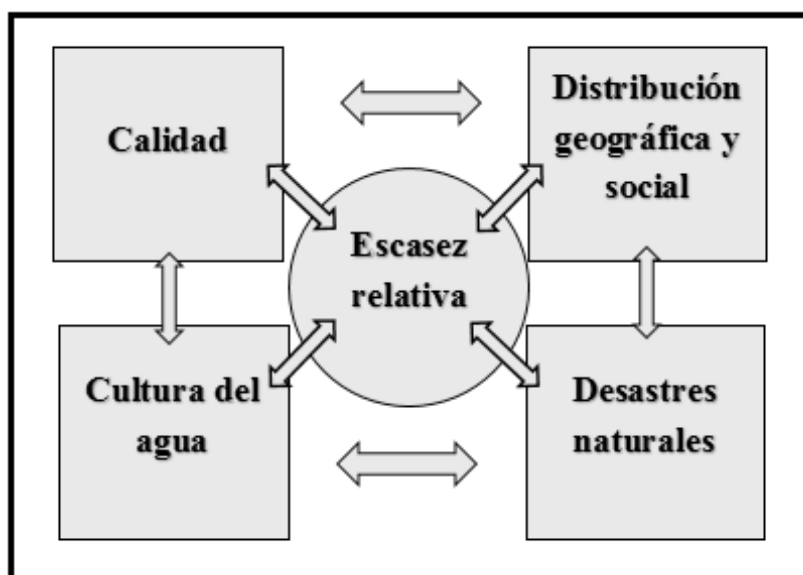 Calidad
Distribución
geográfica y
social
Escasez
relativa
Cultura del
agua
Desastres
naturales